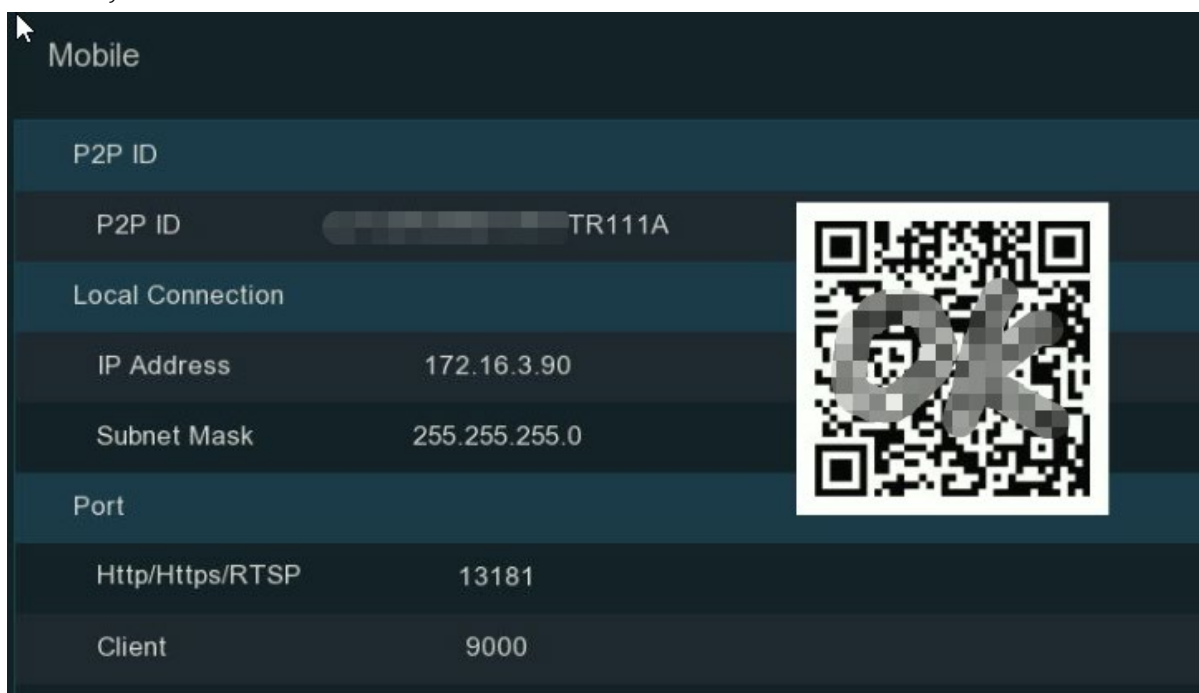 Mobile
P2P ID
P2P ID TR111A
Local Connection
IP Address 172.16.3.90
Subnet Mask 255.255.255.0
Port
Http/Https/RTSP 13181
Client 9000
OK